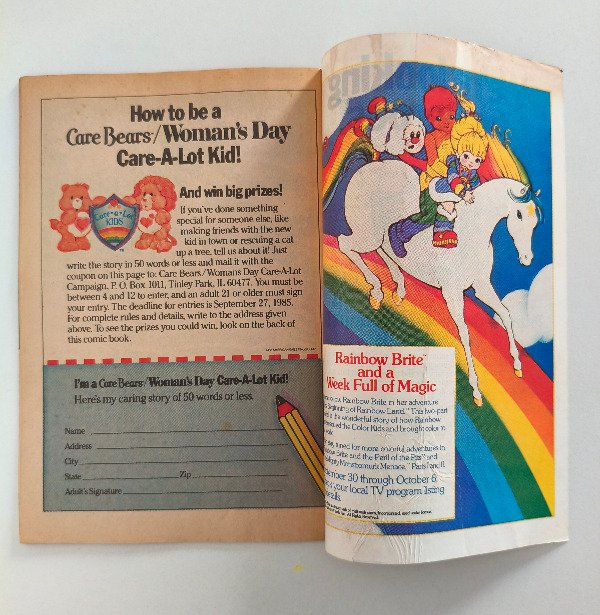 How to be a
Care Bears/Woman's Day
Care-A-Lot Kid!
Care-a-Lot
KIDS
And win big prizes!
If you've done something
special for someone else, like
making friends with the new
kid in town or rescuing a cat
up a tree, tell us about it! Just
write the story in 50 words or less and mail it with the
coupon on this page to: Care Bears/Womans Day Care-A-Lot
Campaign, P. O. Box 1011, Tinley Park, IL 60477. You must be
between 4 and 12 to enter, and an adult 21 or older must sign
your entry. The deadline for entries is September 27, 1985.
For complete rules and details, write to the address given
above. To see the prizes you could win, look on the back of
this comic book.
I'm a Care Bears/Woman's Day Care-A-Lot Kid!
Here's my caring story of 50 words or less.
Name
Address
City
State Zip
Adult's Signature
Rainbow Brite™
and a
Week Full of Magic
Rainbow Brite in her adventure
Beginning of Rainbow Land." This two-part
is the wonderful story of how Rainbow
the Color Kids and brought color to
tuned for more colorful adventures in
Brite and the Peril of the Pits" and
Monstromurk Menace," Parts I and II.
30 through October 6
your local TV program listing